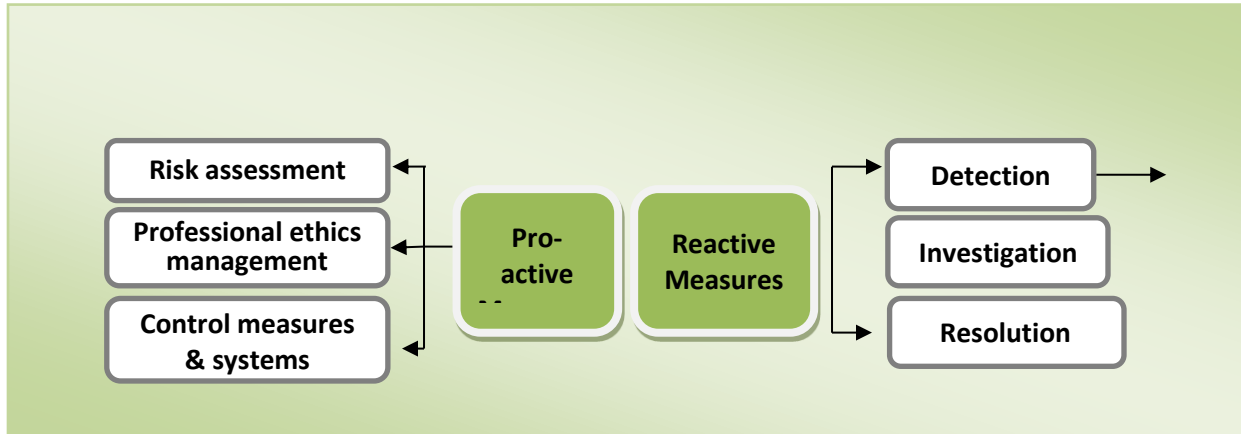 Risk assessment
Professional ethics
management
Control measures
& systems
Pro-
active
Reactive
Measures
Detection
Investigation
Resolution